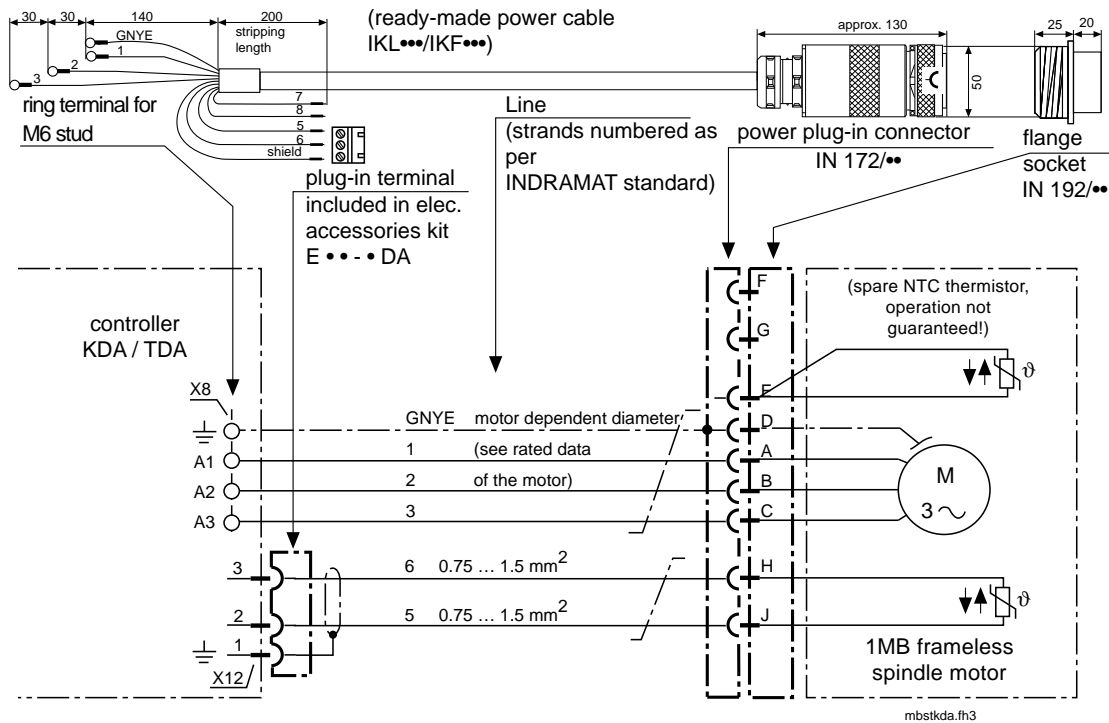 30
30
140
200
GNYE
1
2
3
stripping
length
(ready-made power cable
IKL•••/IKF•••)
approx. 130
25
20
50
7
8
5
6
shield
ring terminal for
M6 stud
plug-in terminal
included in elec.
accessories kit
E • • - • DA
Line
(strands numbered as
per
INDRAMAT standard)
power plug-in connector
IN 172/••
flange
socket
IN 192/••
controller
KDA / TDA
(spare NTC thermistor,
operation not
guaranteed!)
F
G
E
ϑ
X8
GNYE motor dependent diameter
D
A1
1 (see rated data
A
A2
2 of the motor)
B
A3
3
C
M
3
3
6 0.75 ... 1.5 mm²
H
2
5 0.75 ... 1.5 mm²
J
ϑ
1
X12
1MB frameless
spindle motor
mbstkda.fh3